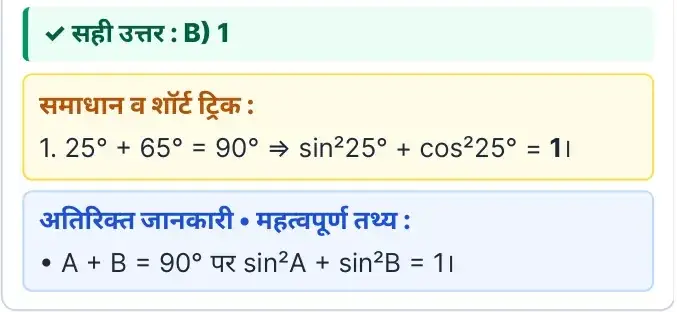 ✓ सही उत्तर : B) 1
समाधान व शॉर्ट ट्रिक :
1. 25° + 65° = 90° ⇒ sin²25° + cos²25° = 1।
अतिरिक्त जानकारी • महत्वपूर्ण तथ्य :
• A + B = 90° पर sin²A + sin²B = 1।